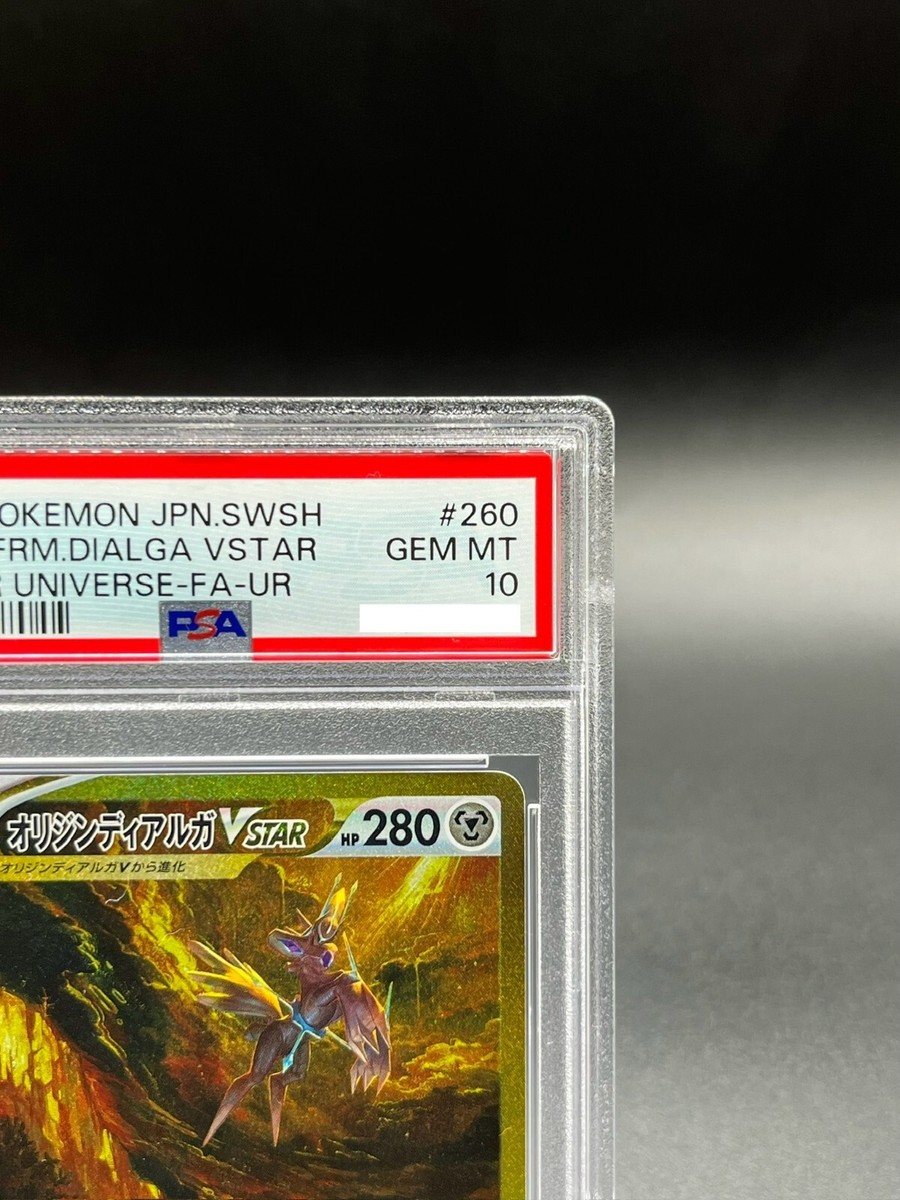 OKEMON JPN.SWSH #260
FRM.DIALGA VSTAR GEM MT
R UNIVERSE-FA-UR 10
PSA
オリジンディアルガVSTAR HP 280
オリジンディアルガVから進化